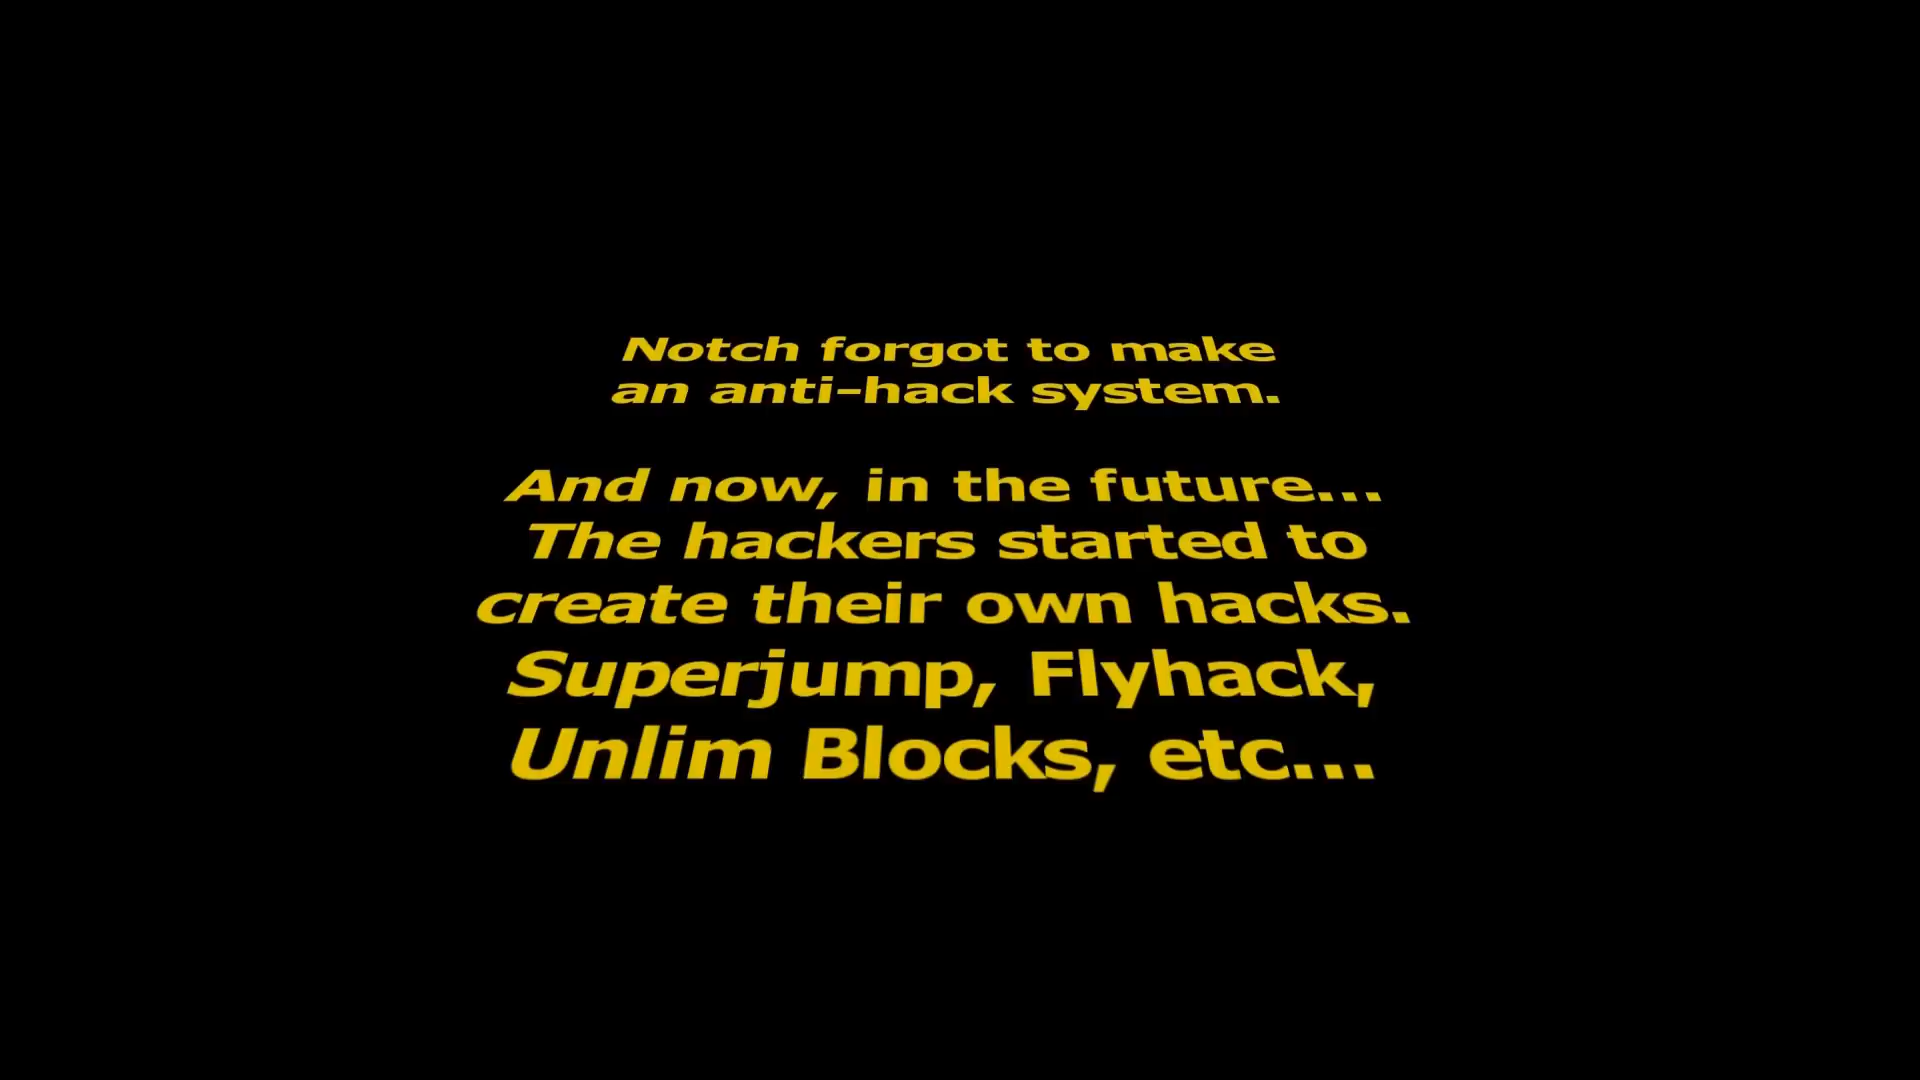 Notch forgot to make
an anti-hack system.
And now, in the future...
The hackers started to
create their own hacks.
Superjump, Flyhack,
Unlim Blocks, etc...